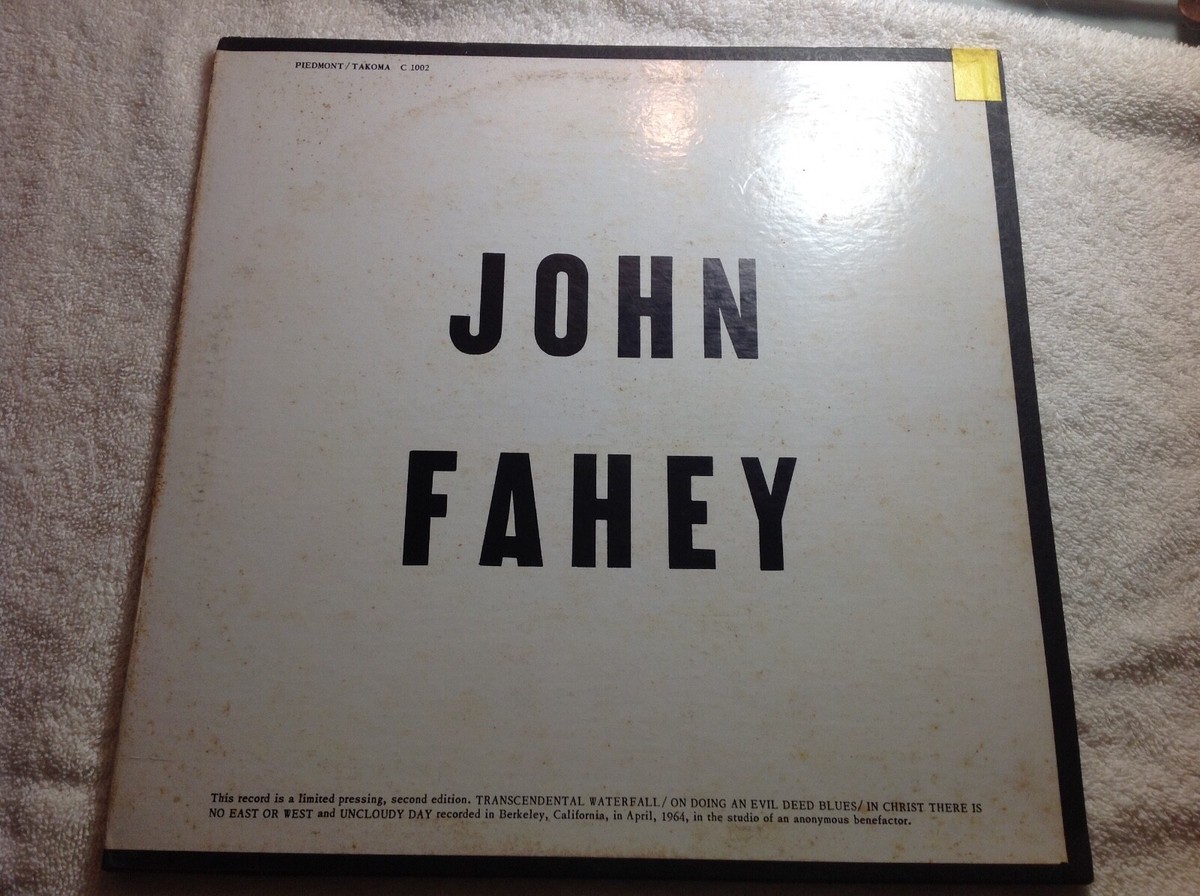 PIEDMONT/TAKOMA C 1002
JOHN
FAHEY
This record is a limited pressing, second edition. TRANSCENDENTAL WATERFALL/ ON DOING AN EVIL DEED BLUES/ IN CHRIST THERE IS
NO EAST OR WEST and UNCLOUDY DAY recorded in Berkeley, California, in April, 1964, in the studio of an anonymous benefactor.